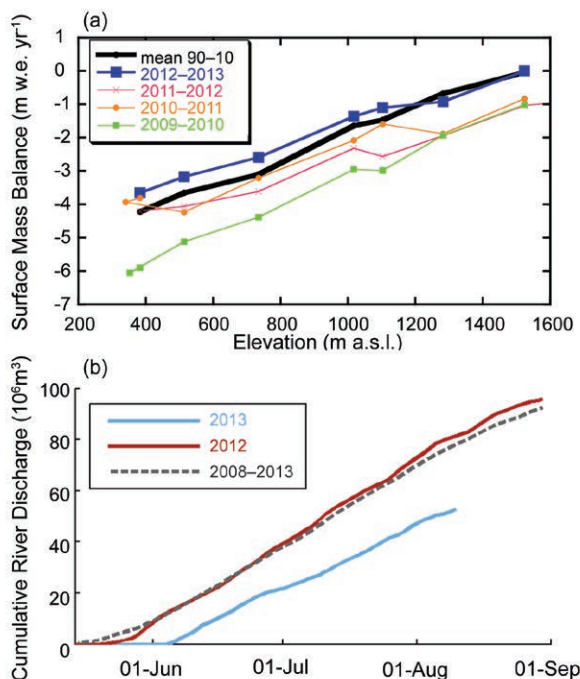 (a)
Surface Mass Balance (m w.e. yr⁻¹)
1
0
-1
-2
-3
-4
-5
-6
-7
mean 90–10
2012–2013
2011–2012
2010–2011
2009–2010
200 400 600 800 1000 1200 1400 1600
Elevation (m a.s.l.)
(b)
Cumulative River Discharge (10⁶m³)
100
80
60
40
20
0
2013
2012
2008–2013
01-Jun 01-Jul 01-Aug 01-Sep